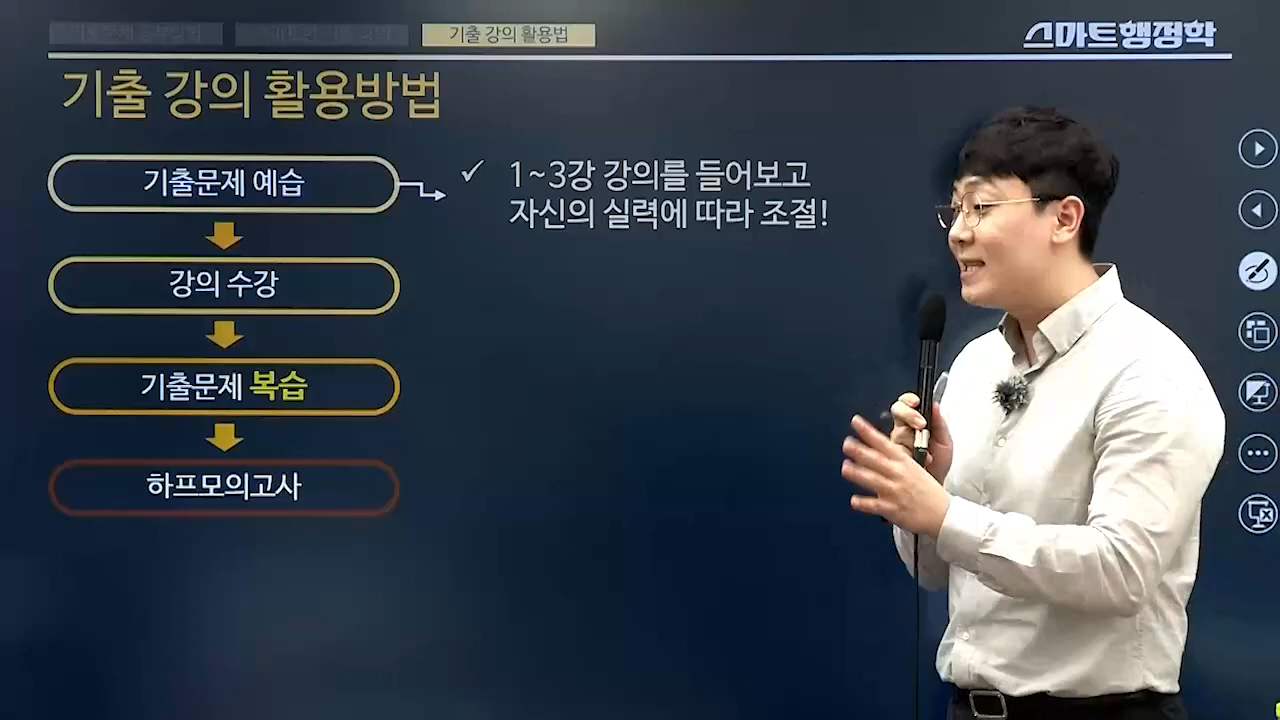 기출 강의 활용법
스마트행정학
기출 강의 활용방법
기출문제 예습
✓ 1~3강 강의를 들어보고
자신의 실력에 따라 조절!
강의 수강
기출문제 복습
하프모의고사